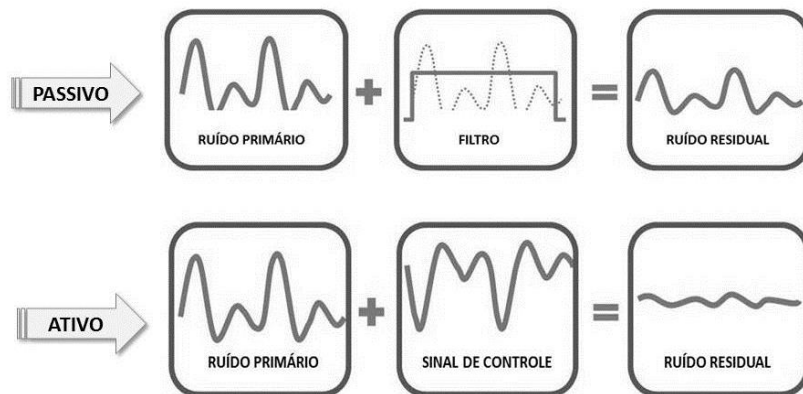 PASSIVO
RUÍDO PRIMÁRIO
FILTRO
RUÍDO RESIDUAL
ATIVO
RUÍDO PRIMÁRIO
SINAL DE CONTROLE
RUÍDO RESIDUAL